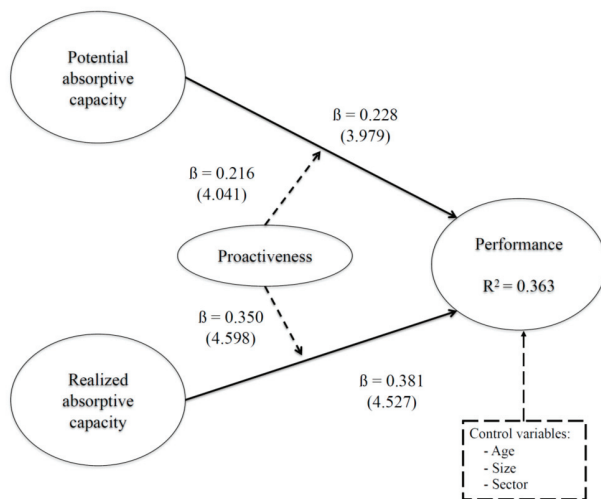 Potential
absorptive
capacity
ß = 0.228
(3.979)
ß = 0.216
(4.041)
Proactiveness
Performance
R² = 0.363
ß = 0.350
(4.598)
Realized
absorptive
capacity
ß = 0.381
(4.527)
Control variables:
- Age
- Size
- Sector